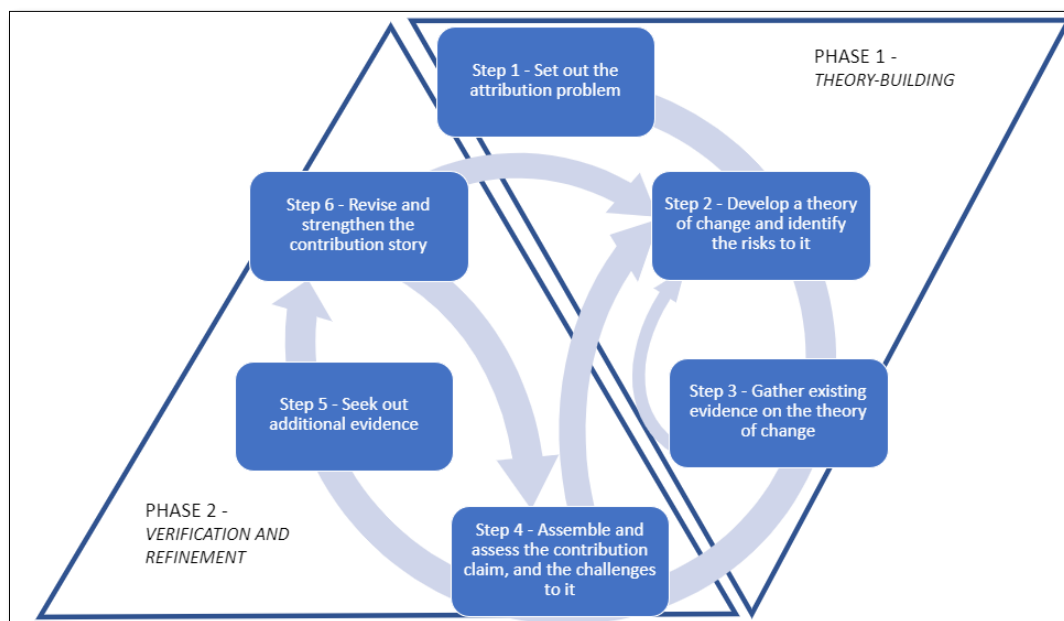 PHASE 1 -
THEORY-BUILDING
Step 1 - Set out the
attribution problem
Step 2 - Develop a theory
of change and identify
the risks to it
Step 3 - Gather existing
evidence on the theory
of change
Step 4 - Assemble and
assess the contribution
claim, and the challenges
to it
Step 5 - Seek out
additional evidence
Step 6 - Revise and
strengthen the
contribution story
PHASE 2 -
VERIFICATION AND
REFINEMENT